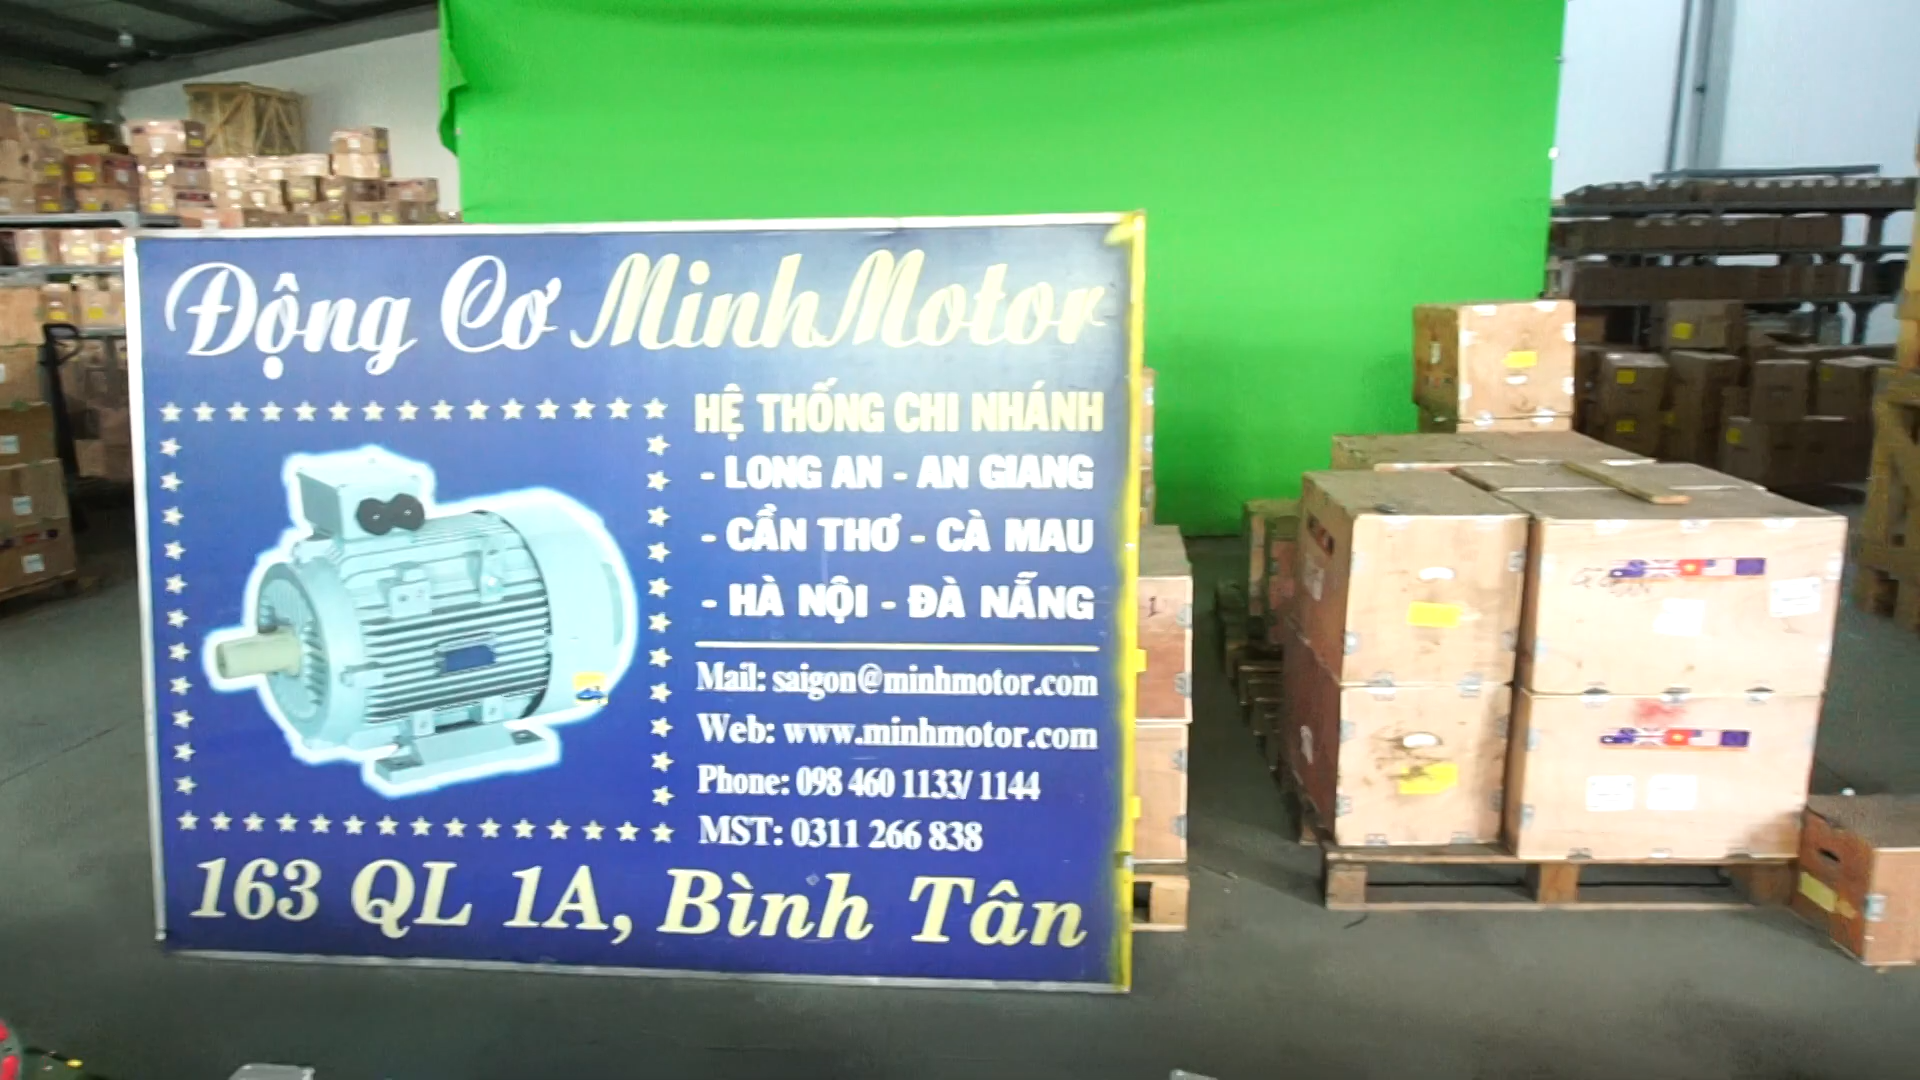 Động Cơ MinhMotor
HỆ THỐNG CHI NHÁNH
- LONG AN - AN GIANG
- CẦN THƠ - CÀ MAU
- HÀ NỘI - ĐÀ NẴNG
Mail: saigon@minhmotor.com
Web: www.minhmotor.com
Phone: 098 460 1133/ 1144
MST: 0311 266 838
163 QL 1A, Bình Tân